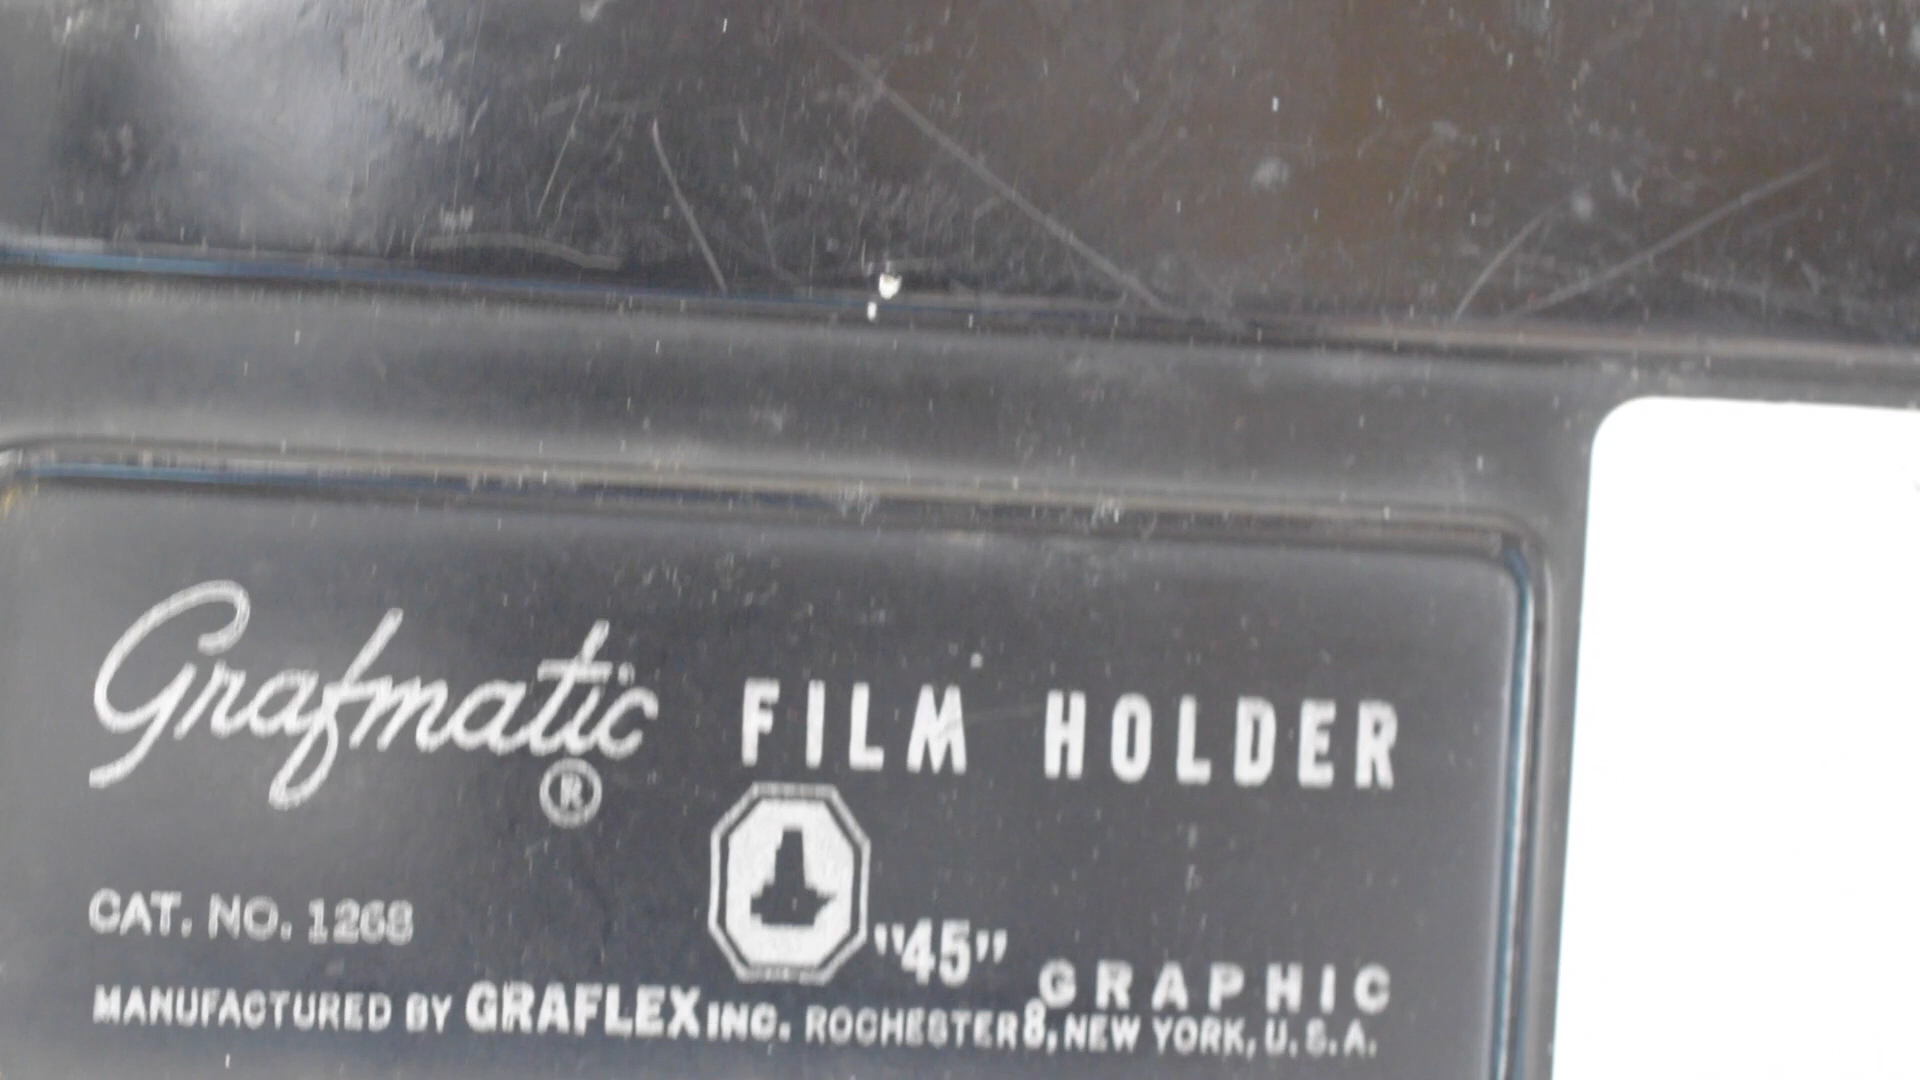 Grafmatic FILM HOLDER
®
CAT. NO. 1268
"45" GRAPHIC
MANUFACTURED BY GRAFLEX INC. ROCHESTER 8, NEW YORK, U.S.A.